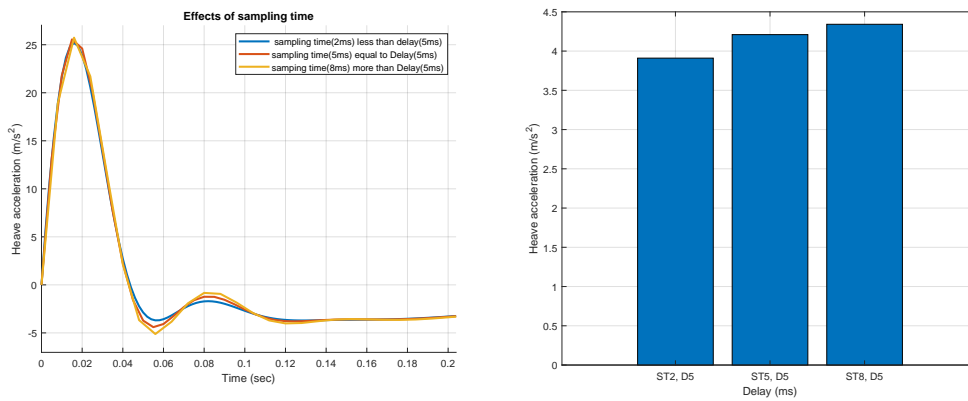 Effects of sampling time
sampling time(2ms) less than delay(5ms)
sampling time(5ms) equal to Delay(5ms)
samping time(8ms) more than Delay(5ms)
Heave acceleration (m/s²)
25
20
15
10
5
0
-5
0 0.02 0.04 0.06 0.08 0.1 0.12 0.14 0.16 0.18 0.2
Time (sec)
Heave acceleration (m/s²)
4.5
4
3.5
3
2.5
2
1.5
1
0.5
0
ST2, D5 ST5, D5 ST8, D5
Delay (ms)